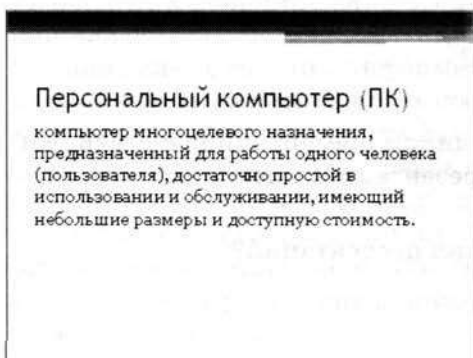 Персональный компьютер (ПК)
компьютер многоцелевого назначения,
предназначенный для работы одного человека
(пользователя), достаточно простой в
использовании и обслуживании, имеющий
небольшие размеры и доступную стоимость.